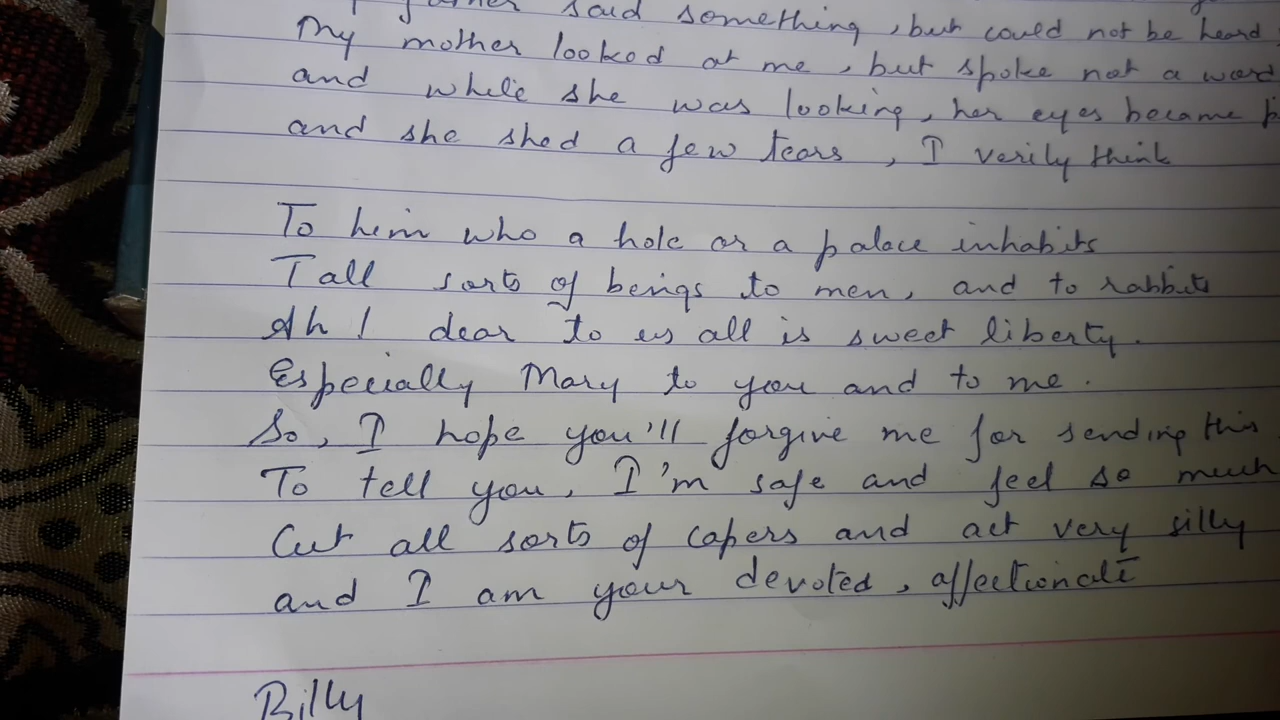 father said something, but could not be heard
My mother looked at me, but spoke not a word
and while she was looking, her eyes became
and she shed a few tears, I verily think
To him who a hole or a palace inhabits
Tall sorts of beings to men, and to rabbits
Ah! dear to us all is sweet liberty.
Especially Mary to you and to me.
So, I hope you'll forgive me for sending this
To tell you, I'm safe and feel so much
Cut all sorts of capers and act very silly
and I am your devoted, affectionate
Billy